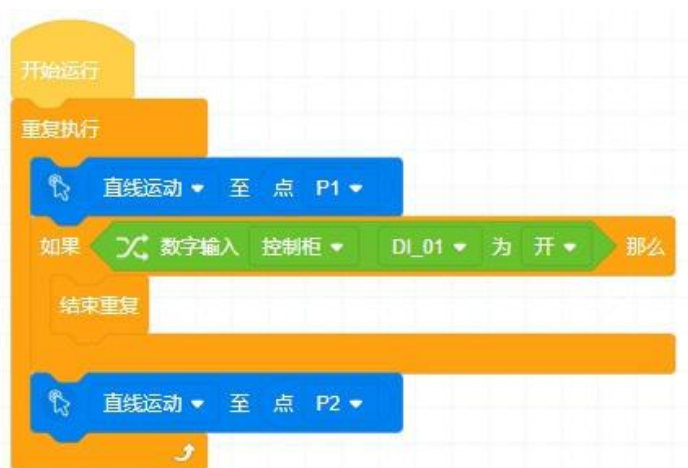 开始运行
重复执行
直线运动 至 点 P1
如果 数字输入 控制柜 DI_01 为 开 那么
结束重复
直线运动 至 点 P2